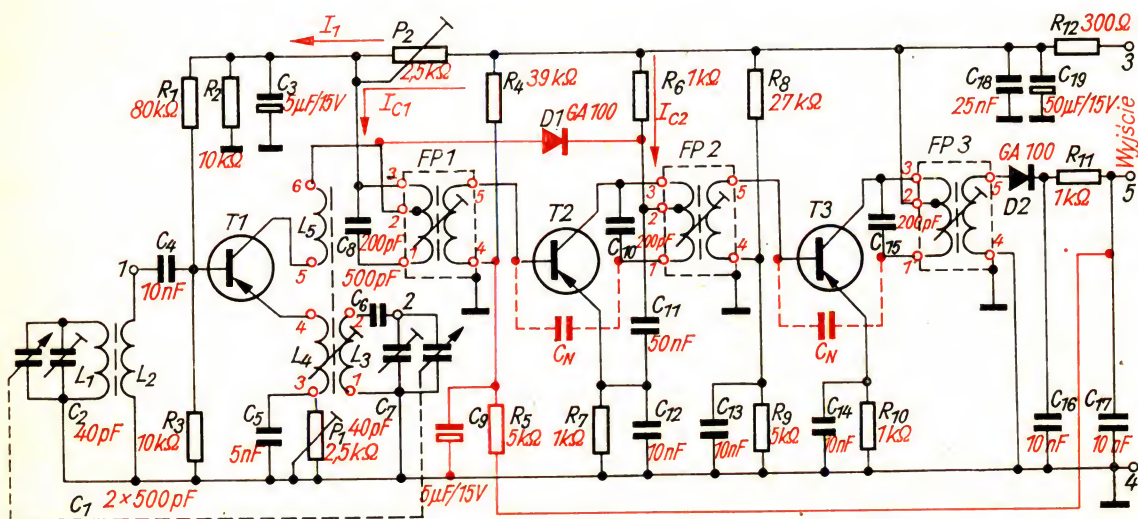 I1
P2
2,5kΩ
R12
300Ω
3
R1
80kΩ
R2
10kΩ
C3
5μF/15V
IC1
R4
39kΩ
D1
GA100
R6
1kΩ
IC2
R8
27kΩ
C18
25nF
C19
50μF/15V
Wyjście
5
FP1
FP2
FP3
GA 100
D2
R11
1kΩ
6
L5
5
T1
C4
10nF
1
C8
200pF
500pF
3
2
1
5
4
T2
C10
200pF
3
2
1
5
4
T3
C15
200pF
3
2
1
5
4
C6
2
L1
L2
4
L4
3
2
L3
1
CN
C11
50nF
CN
C2
40pF
R3
10kΩ
C5
5nF
P1
2,5kΩ
C7
40pF
C9
5μF/15V
R5
5kΩ
R7
1kΩ
C12
10nF
C13
10nF
R9
5kΩ
C14
10nF
R10
1kΩ
C16
10nF
C17
10nF
4
C1
2×500pF